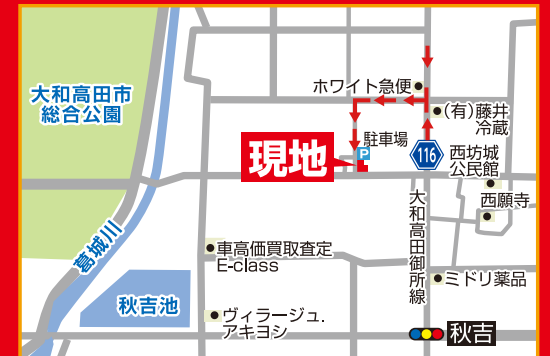 大和高田市
総合公園
ホワイト急便
(有)藤井
冷蔵
駐車場
P
現地
116
西坊城
公民館
西願寺
大和高田御所線
葛城川
車高価買取査定
E-class
ミドリ薬品
秋吉池
ヴィラージュ.
アキヨシ
秋吉